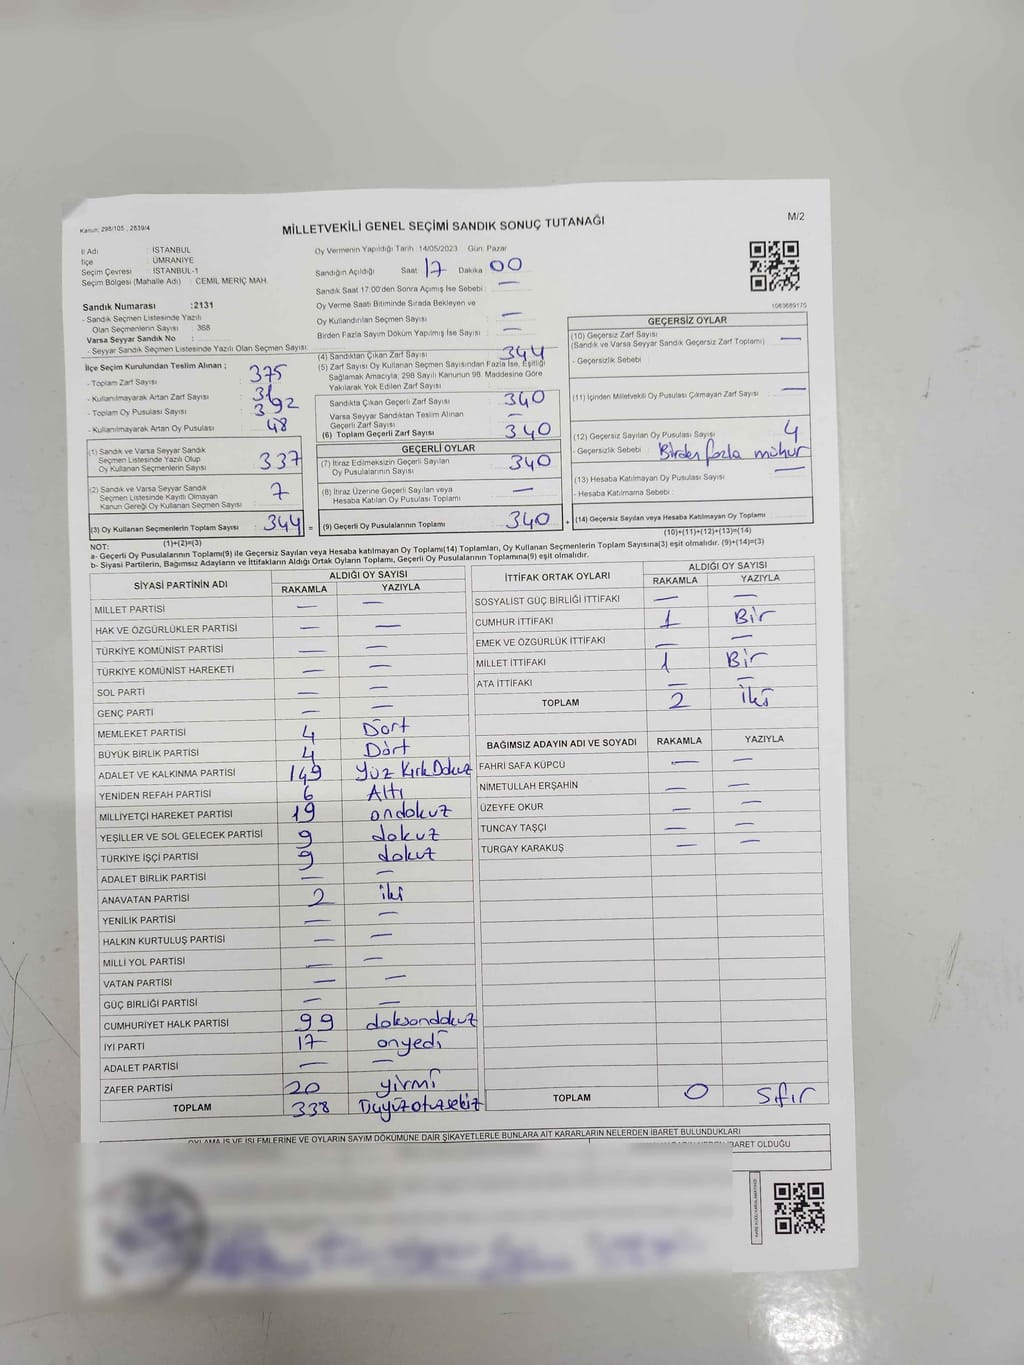 Kanun: 298/105 , 2839/4
MİLLETVEKİLİ GENEL SEÇİMİ SANDIK SONUÇ TUTANAĞI
M/2
İl Adı : İSTANBUL
İlçe : ÜMRANİYE
Seçim Çevresi : İSTANBUL-1
Seçim Bölgesi (Mahalle Adı) : CEMİL MERİÇ MAH.
Sandık Numarası :2131
- Sandık Seçmen Listesinde Yazılı
Olan Seçmenlerin Sayısı : 368
Varsa Seyyar Sandık No :
- Seyyar Sandık Seçmen Listesinde Yazılı Olan Seçmen Sayısı:
İlçe Seçim Kurulundan Teslim Alınan ;
- Toplam Zarf Sayısı 375
- Kullanılmayarak Artan Zarf Sayısı 31
- Toplam Oy Pusulası Sayısı 392
- Kullanılmayarak Artan Oy Pusulası 48
(1) Sandık ve Varsa Seyyar Sandık
Seçmen Listesinde Yazılı Olup
Oy Kullanan Seçmenlerin Sayısı 337
(2) Sandık ve Varsa Seyyar Sandık
Seçmen Listesinde Kayıtlı Olmayan
Kanun Gereği Oy Kullanan Seçmen Sayısı 7
(3) Oy Kullanan Seçmenlerin Toplam Sayısı 344 =
(1)+(2)=(3)
Oy Vermenin Yapıldığı Tarih :14/05/2023 Gün: Pazar
Sandığın Açıldığı Saat : 17 Dakika : 00
Sandık Saat 17.00'den Sonra Açımış İse Sebebi : —
Oy Verme Saati Bitiminde Sırada Bekleyen ve
Oy Kullandırılan Seçmen Sayısı —
Birden Fazla Sayım Döküm Yapılmış İse Sayısı —
(4) Sandıktan Çıkan Zarf Sayısı 344
(5) Zarf Sayısı Oy Kullanan Seçmen Sayısından Fazla İse, Eşitliği
Sağlamak Amacıyla, 298 Sayılı Kanunun 98. Maddesine Göre
Yakılarak Yok Edilen Zarf Sayısı
Sandıkta Çıkan Geçerli Zarf Sayısı 340
Varsa Seyyar Sandıktan Teslim Alınan
Geçerli Zarf Sayısı —
(6) Toplam Geçerli Zarf Sayısı 340
GEÇERLİ OYLAR
(7) İtiraz Edilmeksizin Geçerli Sayılan
Oy Pusulalarının Sayısı 340
(8) İtiraz Üzerine Geçerli Sayılan veya
Hesaba Katılan Oy Pusulası Toplamı —
(9) Geçerli Oy Pusulalarının Toplamı 340 +
1083689175
GEÇERSİZ OYLAR
(10) Geçersiz Zarf Sayısı
(Sandık ve Varsa Seyyar Sandık Geçersiz Zarf Toplamı) —
- Geçersizlik Sebebi :
(11) İçinden Milletvekili Oy Pusulası Çıkmayan Zarf Sayısı —
(12) Geçersiz Sayılan Oy Pusulası Sayısı 4
- Geçersizlik Sebebi : Birden fazla mühür
(13) Hesaba Katılmayan Oy Pusulası Sayısı —
- Hesaba Katılmama Sebebi :
(14) Geçersiz Sayılan veya Hesaba Katılmayan Oy Toplamı
(10)+(11)+(12)+(13)=(14)
NOT:
a- Geçerli Oy Pusulalarının Toplamı(9) ile Geçersiz Sayılan veya Hesaba katılmayan Oy Toplamı(14) Toplamları, Oy Kullanan Seçmenlerin Toplam Sayısına(3) eşit olmalıdır. (9)+(14)=(3)
b- Siyasi Partilerin, Bağımsız Adayların ve İttifakların Aldığı Ortak Oyların Toplamı, Geçerli Oy Pusulalarının Toplamına(9) eşit olmalıdır.
SİYASİ PARTİNİN ADI ALDIĞI OY SAYISI
RAKAMLA YAZIYLA
MİLLET PARTİSİ — —
HAK VE ÖZGÜRLÜKLER PARTİSİ — —
TÜRKİYE KOMÜNİST PARTİSİ — —
TÜRKİYE KOMÜNİST HAREKETİ — —
SOL PARTİ — —
GENÇ PARTİ — —
MEMLEKET PARTİSİ 4 Dört
BÜYÜK BİRLİK PARTİSİ 4 Dört
ADALET VE KALKINMA PARTİSİ 149 Yüz Kırk Dokuz
YENİDEN REFAH PARTİSİ 6 Altı
MİLLİYETÇİ HAREKET PARTİSİ 19 ondokuz
YEŞİLLER VE SOL GELECEK PARTİSİ 9 dokuz
TÜRKİYE İŞÇİ PARTİSİ 9 dokuz
ADALET BİRLİK PARTİSİ — —
ANAVATAN PARTİSİ 2 iki
YENİLİK PARTİSİ — —
HALKIN KURTULUŞ PARTİSİ — —
MİLLİ YOL PARTİSİ — —
VATAN PARTİSİ — —
GÜÇ BİRLİĞİ PARTİSİ — —
CUMHURİYET HALK PARTİSİ 99 doksandokuz
İYİ PARTİ 17 onyedi
ADALET PARTİSİ — —
ZAFER PARTİSİ 20 yirmi
TOPLAM 338
İTTİFAK ORTAK OYLARI ALDIĞI OY SAYISI
RAKAMLA YAZIYLA
SOSYALİST GÜÇ BİRLİĞİ İTTİFAKI — —
CUMHUR İTTİFAKI 1 Bir
EMEK VE ÖZGÜRLÜK İTTİFAKI — —
MİLLET İTTİFAKI 1 Bir
ATA İTTİFAKI — —
TOPLAM 2 iki
BAĞIMSIZ ADAYIN ADI VE SOYADI RAKAMLA YAZIYLA
FAHRİ SAFA KÜPCÜ — —
NİMETULLAH ERŞAHİN — —
ÜZEYFE OKUR — —
TUNCAY TAŞÇI — —
TURGAY KARAKUŞ — —
TOPLAM 0 Sıfır
OYLAMA İŞ VE İŞLEMLERİNE VE OYLARIN SAYIM DÖKÜMÜNE DAİR ŞİKAYETLERLE BUNLARA AİT KARARLARIN NELERDEN İBARET BULUNDUKLARI
İBARET OLDUĞU